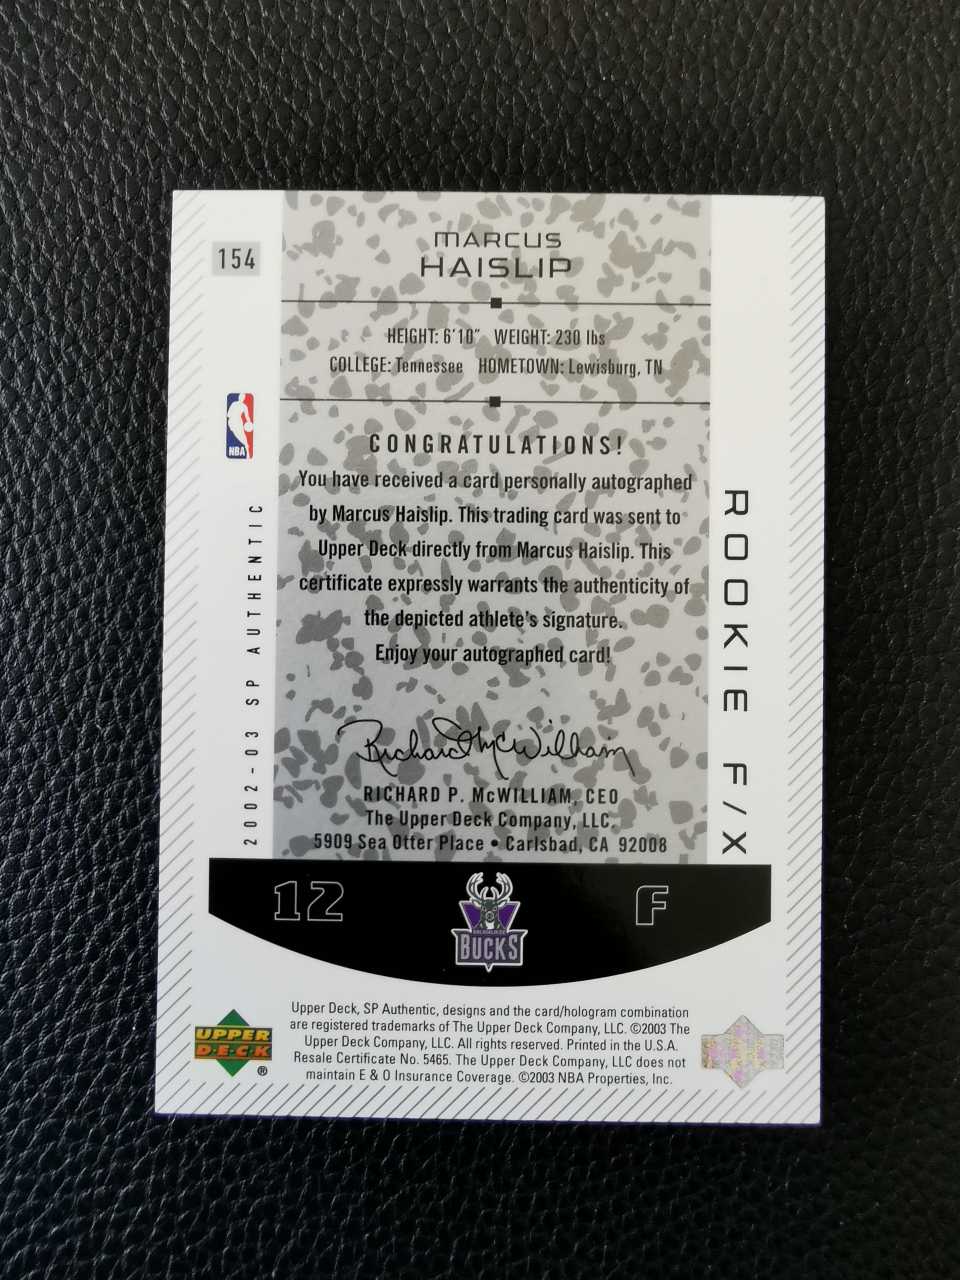 154
MARCUS
HAISLIP
HEIGHT: 6'10" WEIGHT: 230 lbs
COLLEGE: Tennessee HOMETOWN: Lewisburg, TN
NBA
CONGRATULATIONS!
You have received a card personally autographed
by Marcus Haislip. This trading card was sent to
Upper Deck directly from Marcus Haislip. This
certificate expressly warrants the authenticity of
the depicted athlete's signature.
Enjoy your autographed card!
2002-03 SP AUTHENTIC
ROOKIE F/X
Richard McWilliam
RICHARD P. McWILLIAM, CEO
The Upper Deck Company, LLC.
5909 Sea Otter Place • Carlsbad, CA 92008
12
BUCKS
F
Upper Deck, SP Authentic, designs and the card/hologram combination
are registered trademarks of The Upper Deck Company, LLC. ©2003 The
Upper Deck Company, LLC. All rights reserved. Printed in the U.S.A.
Resale Certificate No. 5465. The Upper Deck Company, LLC does not
maintain E & O Insurance Coverage. ©2003 NBA Properties, Inc.
UPPER
DECK
®